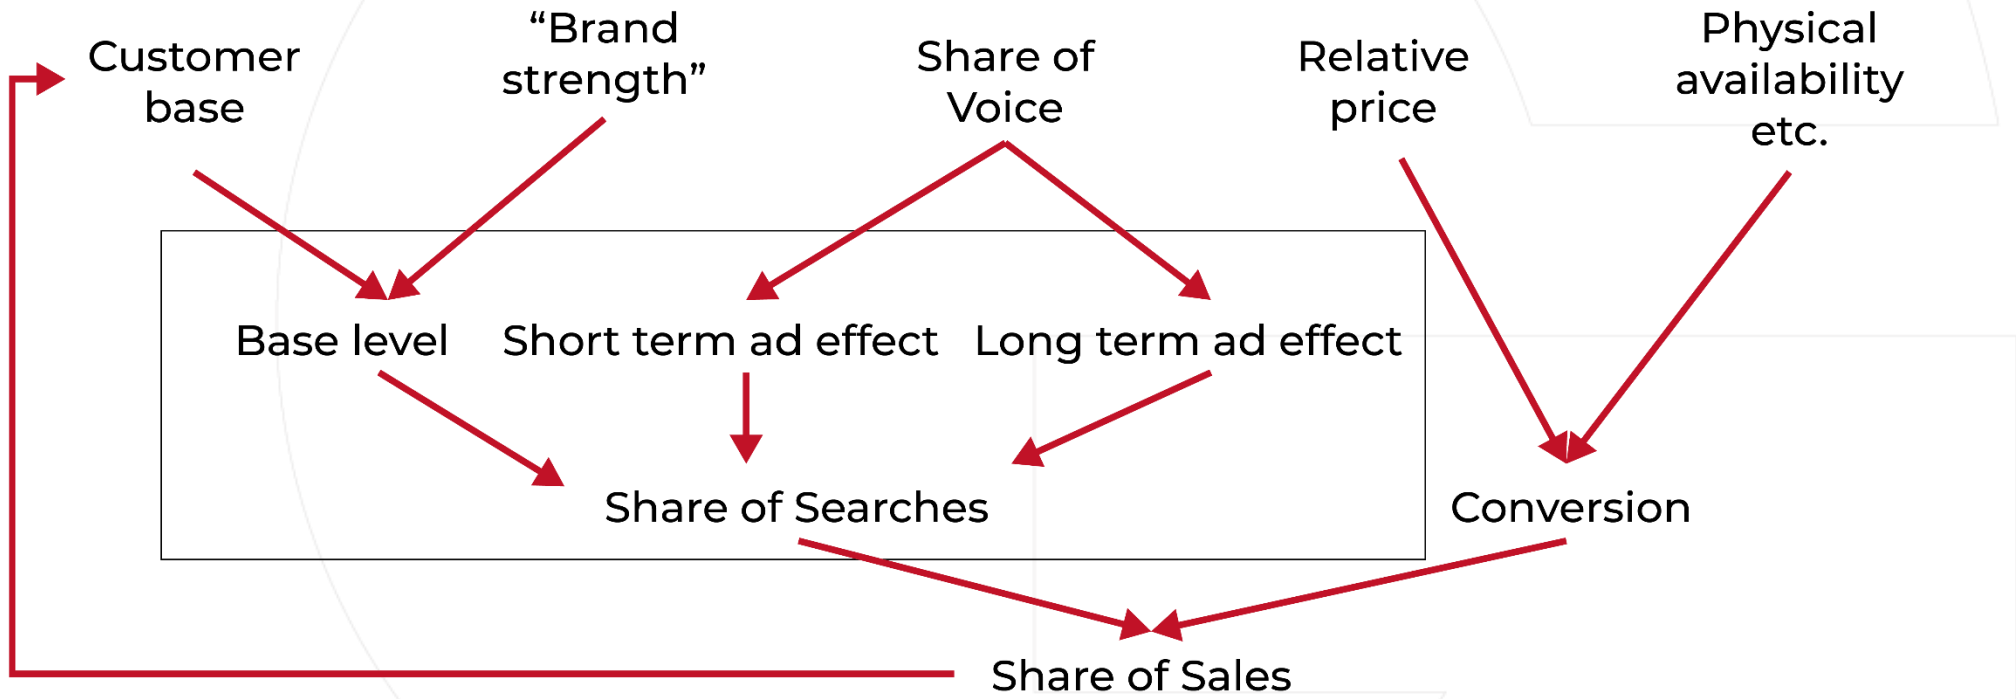 Customer
base
“Brand
strength”
Share of
Voice
Relative
price
Physical
availability
etc.
Base level
Short term ad effect
Long term ad effect
Share of Searches
Conversion
Share of Sales